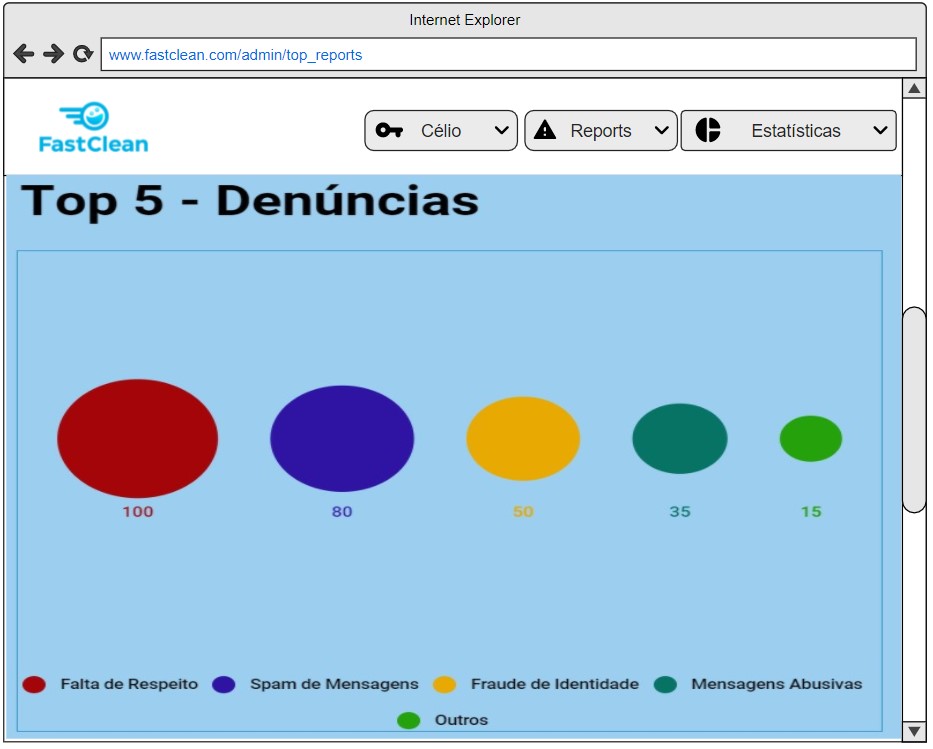 Internet Explorer
www.fastclean.com/admin/top_reports
FastClean
Célio
Reports
Estatísticas
Top 5 - Denúncias
100 80 50 35 15
Falta de Respeito Spam de Mensagens Fraude de Identidade Mensagens Abusivas
Outros